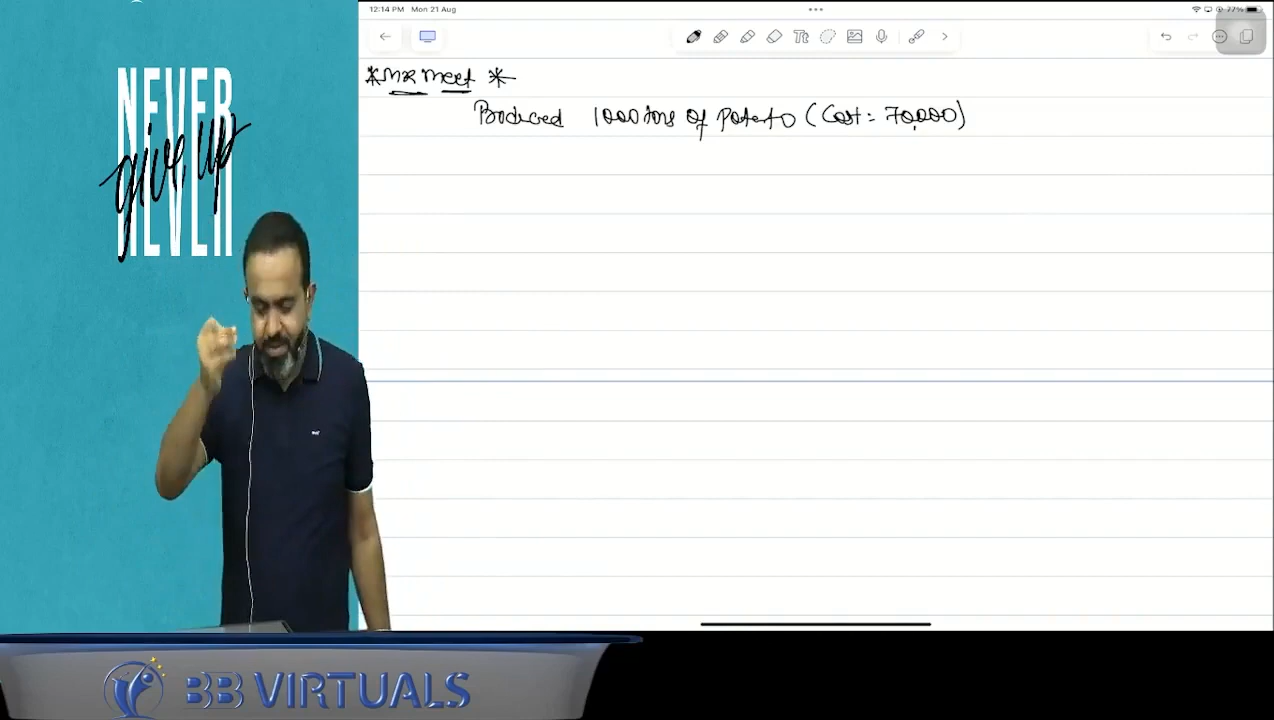 12:14 PM Mon 21 Aug
77%
*Mr Meet *
Produced 1000 tons of Potato (Cost = 70,000)
NEVER
give up
NEVER
BB VIRTUALS